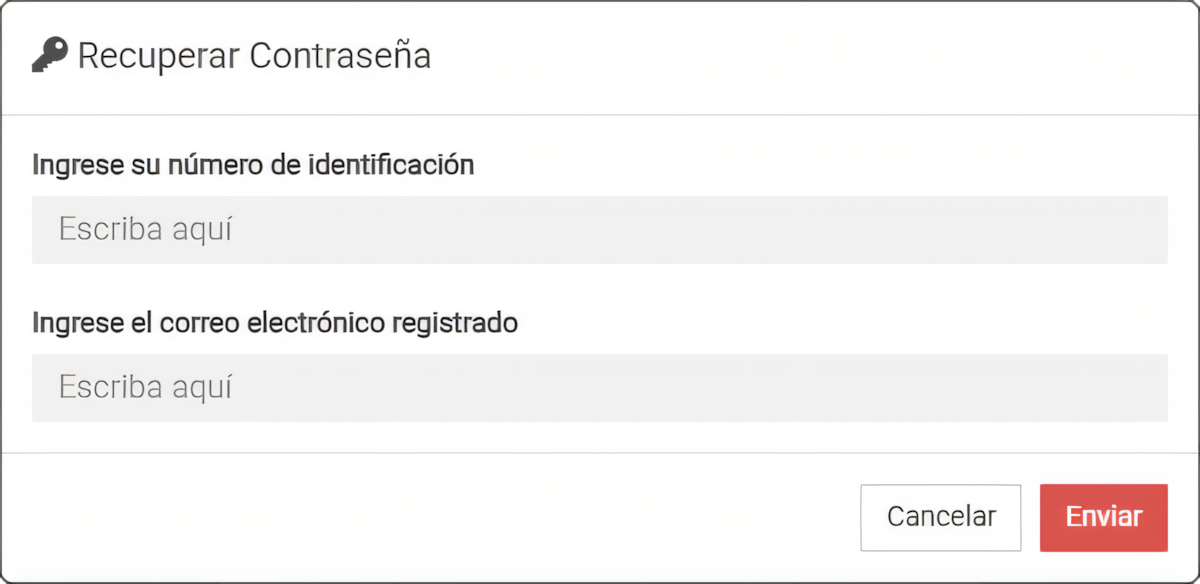 Recuperar Contraseña
Ingrese su número de identificación
Escriba aquí
Ingrese el correo electrónico registrado
Escriba aquí
Cancelar Enviar